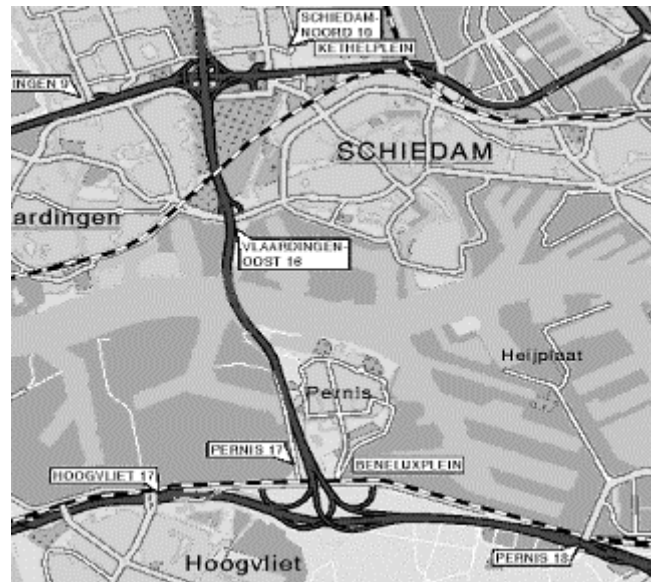 SCHIEDAM-
NOORD 16
KETHELPLEIN
INGEN 9
SCHIEDAM
ardingen
VLAARDINGEN-
OOST 16
Heijplaat
Pernis
PERNIS 17
BENELUXPLEIN
HOOGVLIET 17
Hoogvliet
PERNIS 18